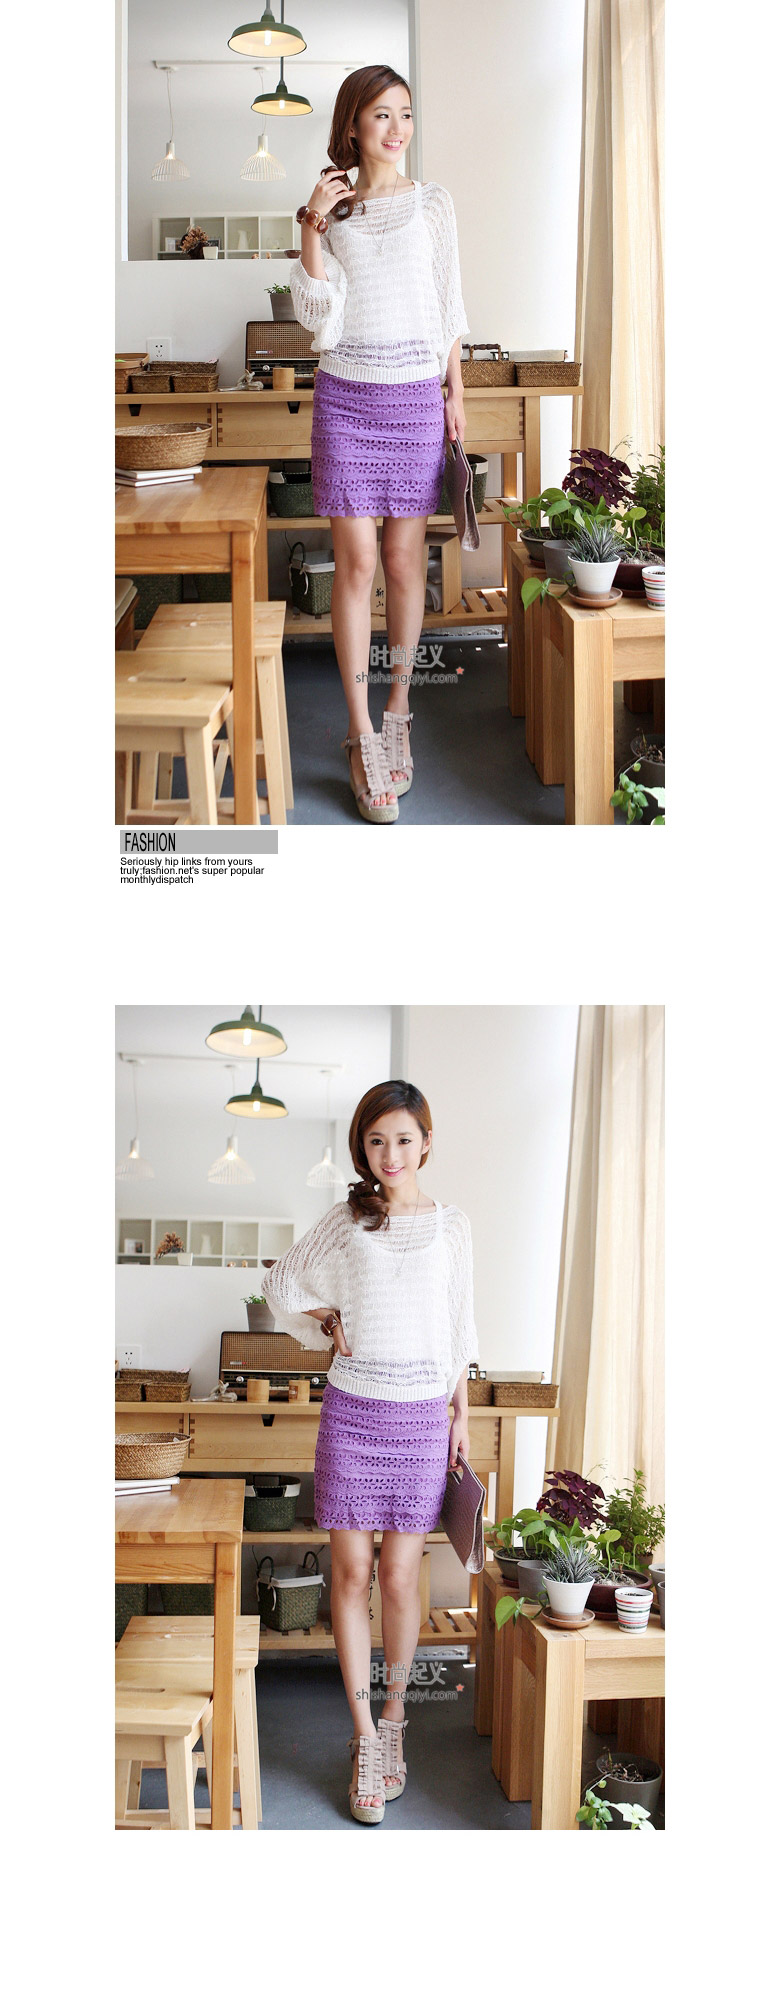 时尚起义
shishangqiyi.com
FASHION
Seriously hip links from yours
truly;fashion.net's super popular
monthlydispatch
时尚起义
shishangqiyi.com